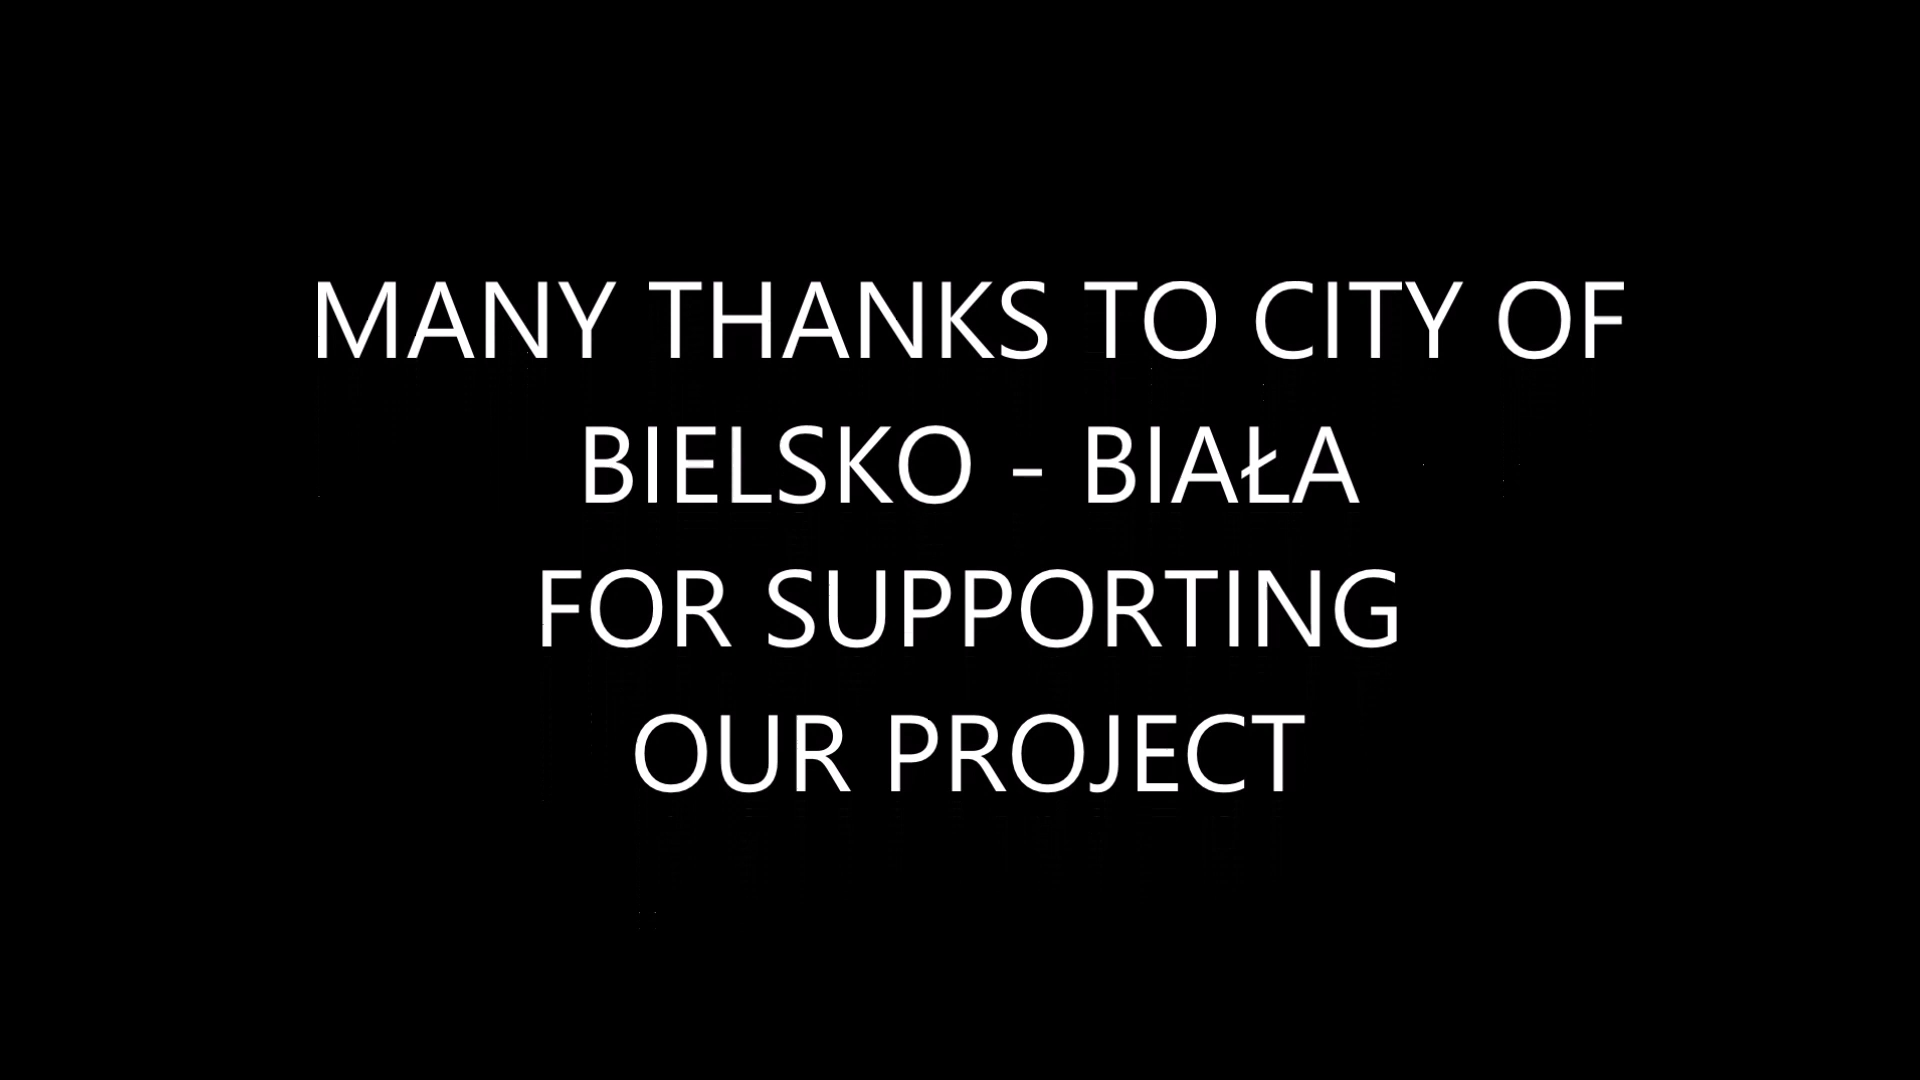 MANY THANKS TO CITY OF
BIELSKO - BIAŁA
FOR SUPPORTING
OUR PROJECT